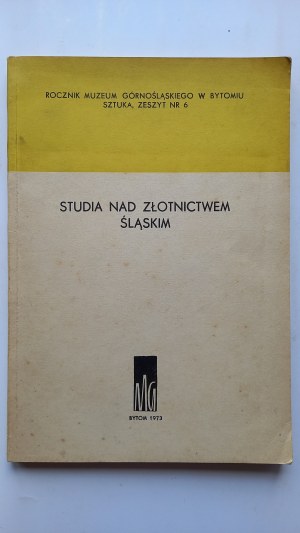 ROCZNIK MUZEUM GÓRNOŚLĄSKIEGO W BYTOMIU
SZTUKA, ZESZYT NR 6
STUDIA NAD ZŁOTNICTWEM
ŚLĄSKIM
MG
BYTOM 1973